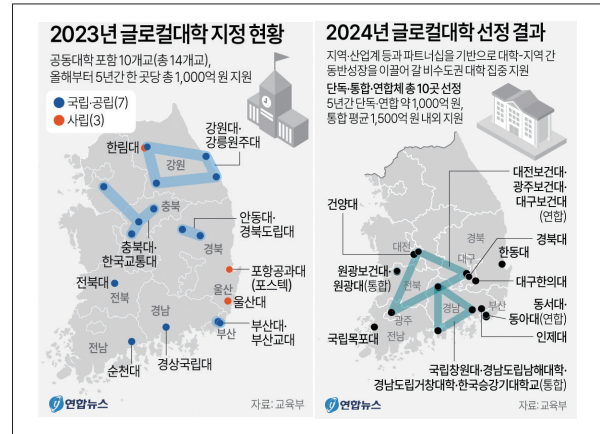 2023년 글로컬대학 지정 현황
공동대학 포함 10개교(총 14개교),
올해부터 5년간 한 곳당 총 1,000억 원 지원
국립·공립(7)
사립(3)
한림대
강원대·
강릉원주대
강원
충북
안동대·
경북도립대
충북대·
한국교통대
경북
포항공과대
(포스텍)
전북대
전북
울산
울산대
경남
부산대·
부산교대
부산
전남
순천대
경상국립대
연합뉴스
자료: 교육부
2024년 글로컬대학 선정 결과
지역·산업계 등과 파트너십을 기반으로 대학-지역 간
동반성장을 이끌어 갈 비수도권 대학 집중 지원
단독·통합·연합체 총 10곳 선정
5년간 단독·연합 약 1,000억 원,
통합 평균 1,500억 원 내외 지원
대전보건대·
광주보건대·
대구보건대
(연합)
건양대
경북대
경북
대전
대구
한동대
원광보건대·
원광대(통합)
전북
대구한의대
경남
부산
동서대·
동아대(연합)
광주
국립목포대
전남
인제대
국립창원대·경남도립남해대학·
경남도립거창대학·한국승강기대학교(통합)
연합뉴스
자료: 교육부